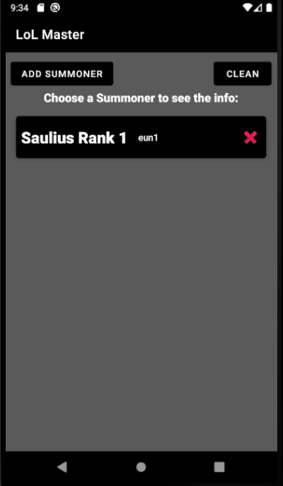 9:34
LoL Master
ADD SUMMONER
CLEAN
Choose a Summoner to see the info:
Saulius Rank 1 eun1